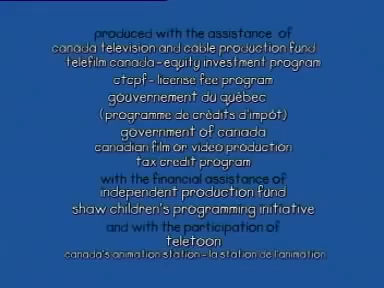 produced with the assistance of
canada television and cable production fund
telefilm canada - equity investment program
ctcpf - license fee program
gouvernement du québec
(programme de crèdits d'impôt)
government of canada
canadian film or video production
tax credit program
with the financial assistance of
independent production fund
shaw children's programming initiative
and with the participation of
teletoon
canada's animation station - la station de l'animation